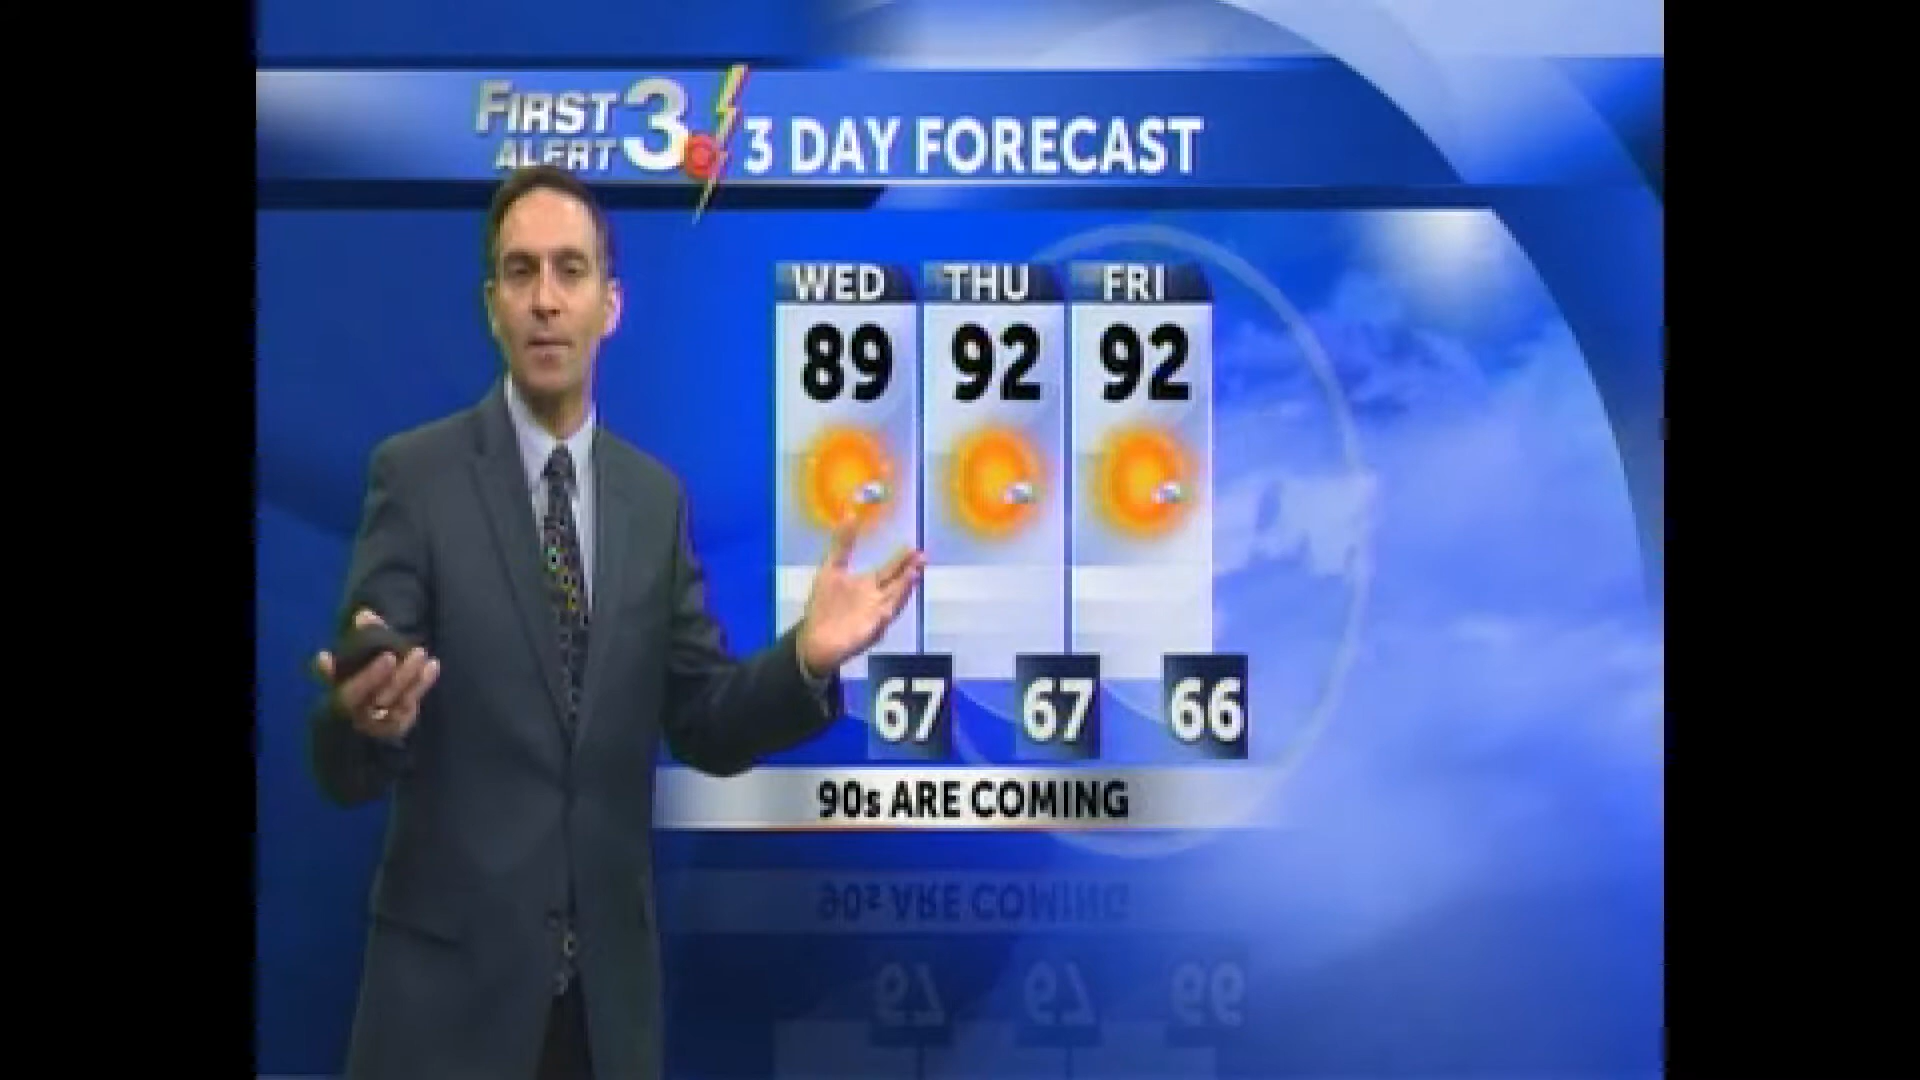 FIRST
ALERT
3
3 DAY FORECAST
WED THU FRI
89 92 92
67 67 66
90s ARE COMING